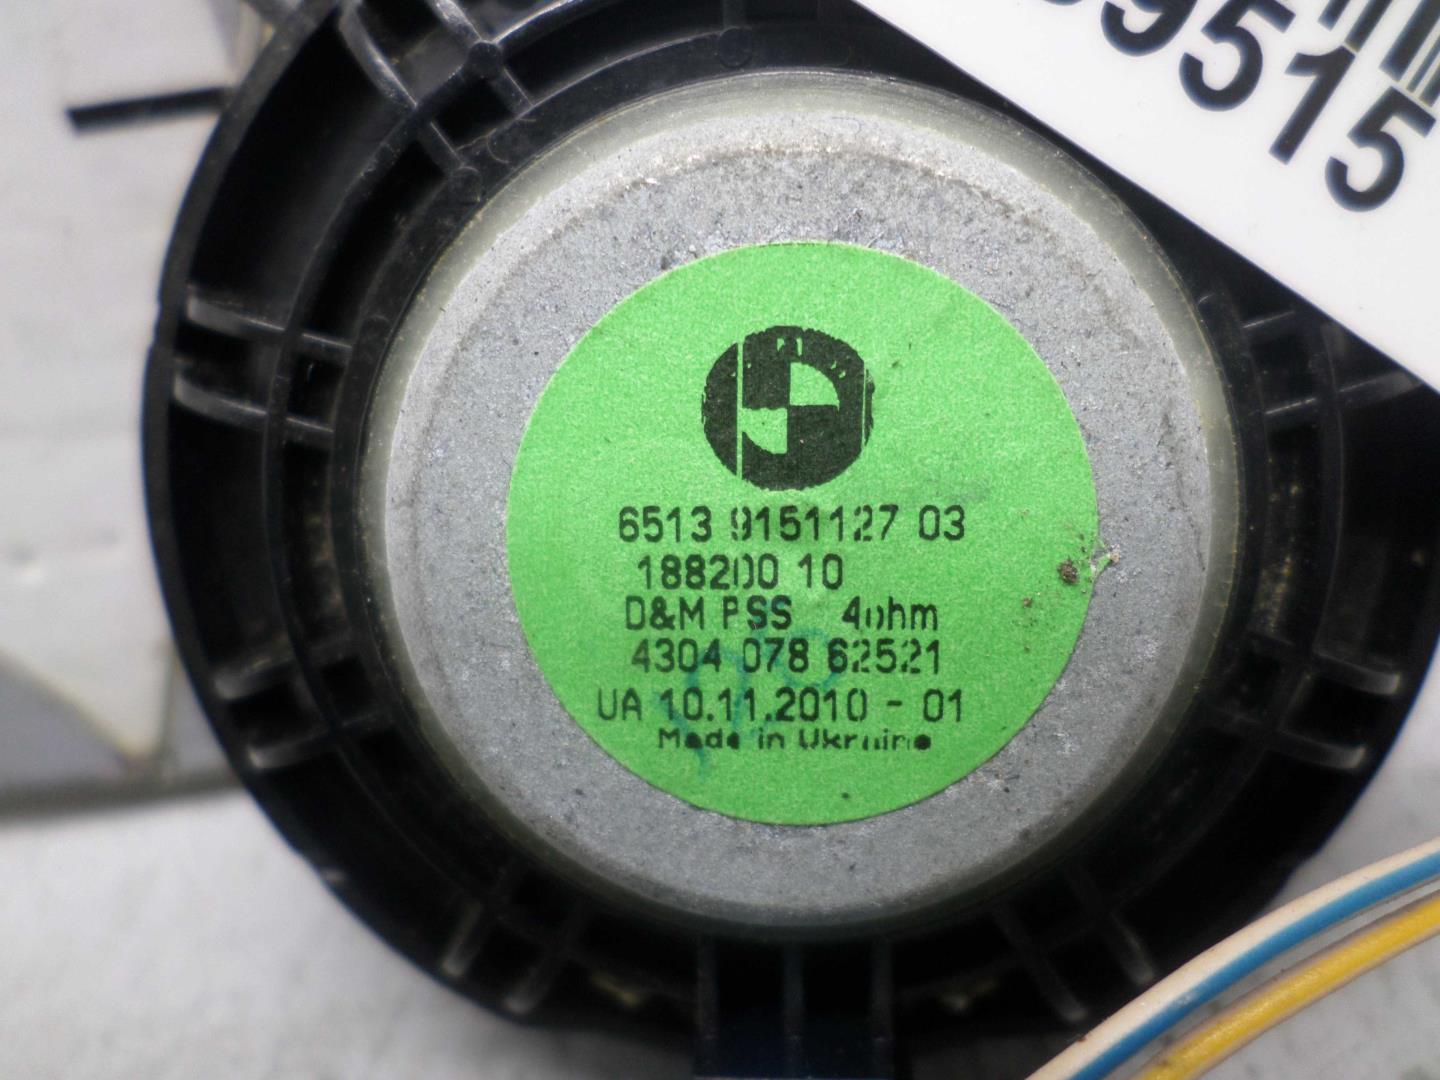 9515
6513 9151127 03
188200 10
D&M PSS 4ohm
4304 078 62521
UA 10.11.2010 - 01
Made in Ukraine